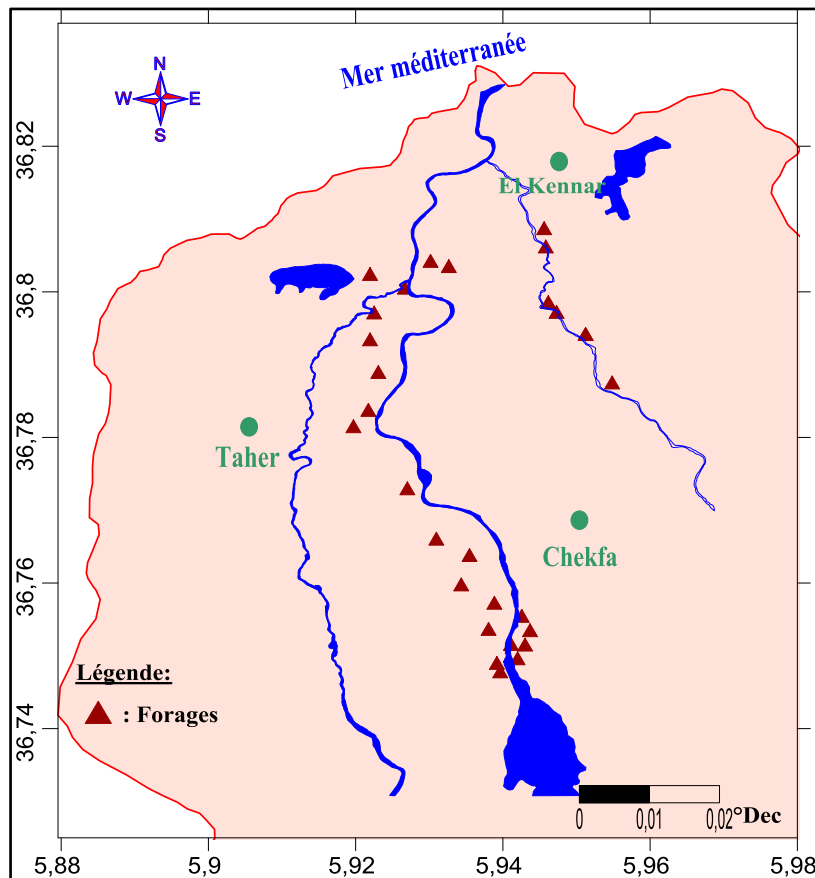 Mer méditerranée
N
W E
S
36,82
El Kennar
36,8
36,78
Taher
Chekfa
36,76
Légende:
: Forages
36,74
0 0,01 0,02 °Dec
5,88 5,9 5,92 5,94 5,96 5,98